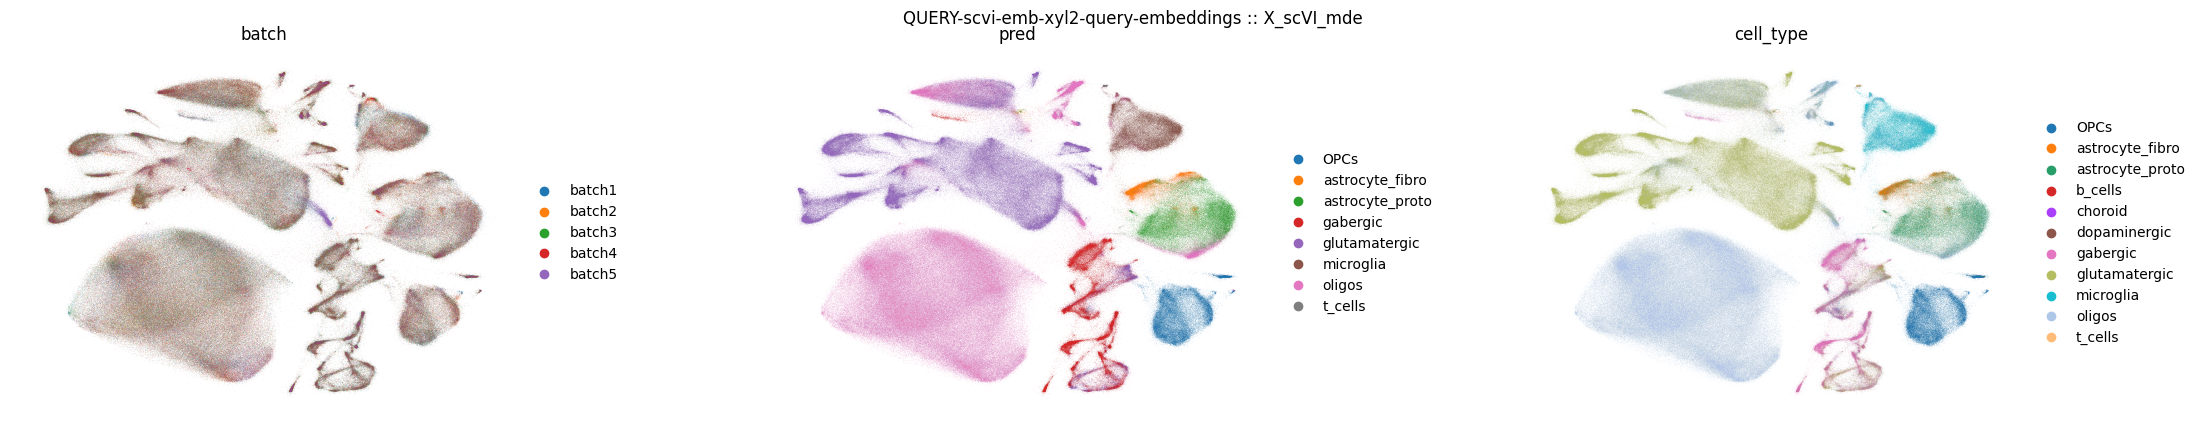 QUERY-scvi-emb-xyl2-query-embeddings :: X_scVI_mde
batch
batch1
batch2
batch3
batch4
batch5
pred
OPCs
astrocyte_fibro
astrocyte_proto
gabergic
glutamatergic
microglia
oligos
t_cells
cell_type
OPCs
astrocyte_fibro
astrocyte_proto
b_cells
choroid
dopaminergic
gabergic
glutamatergic
microglia
oligos
t_cells